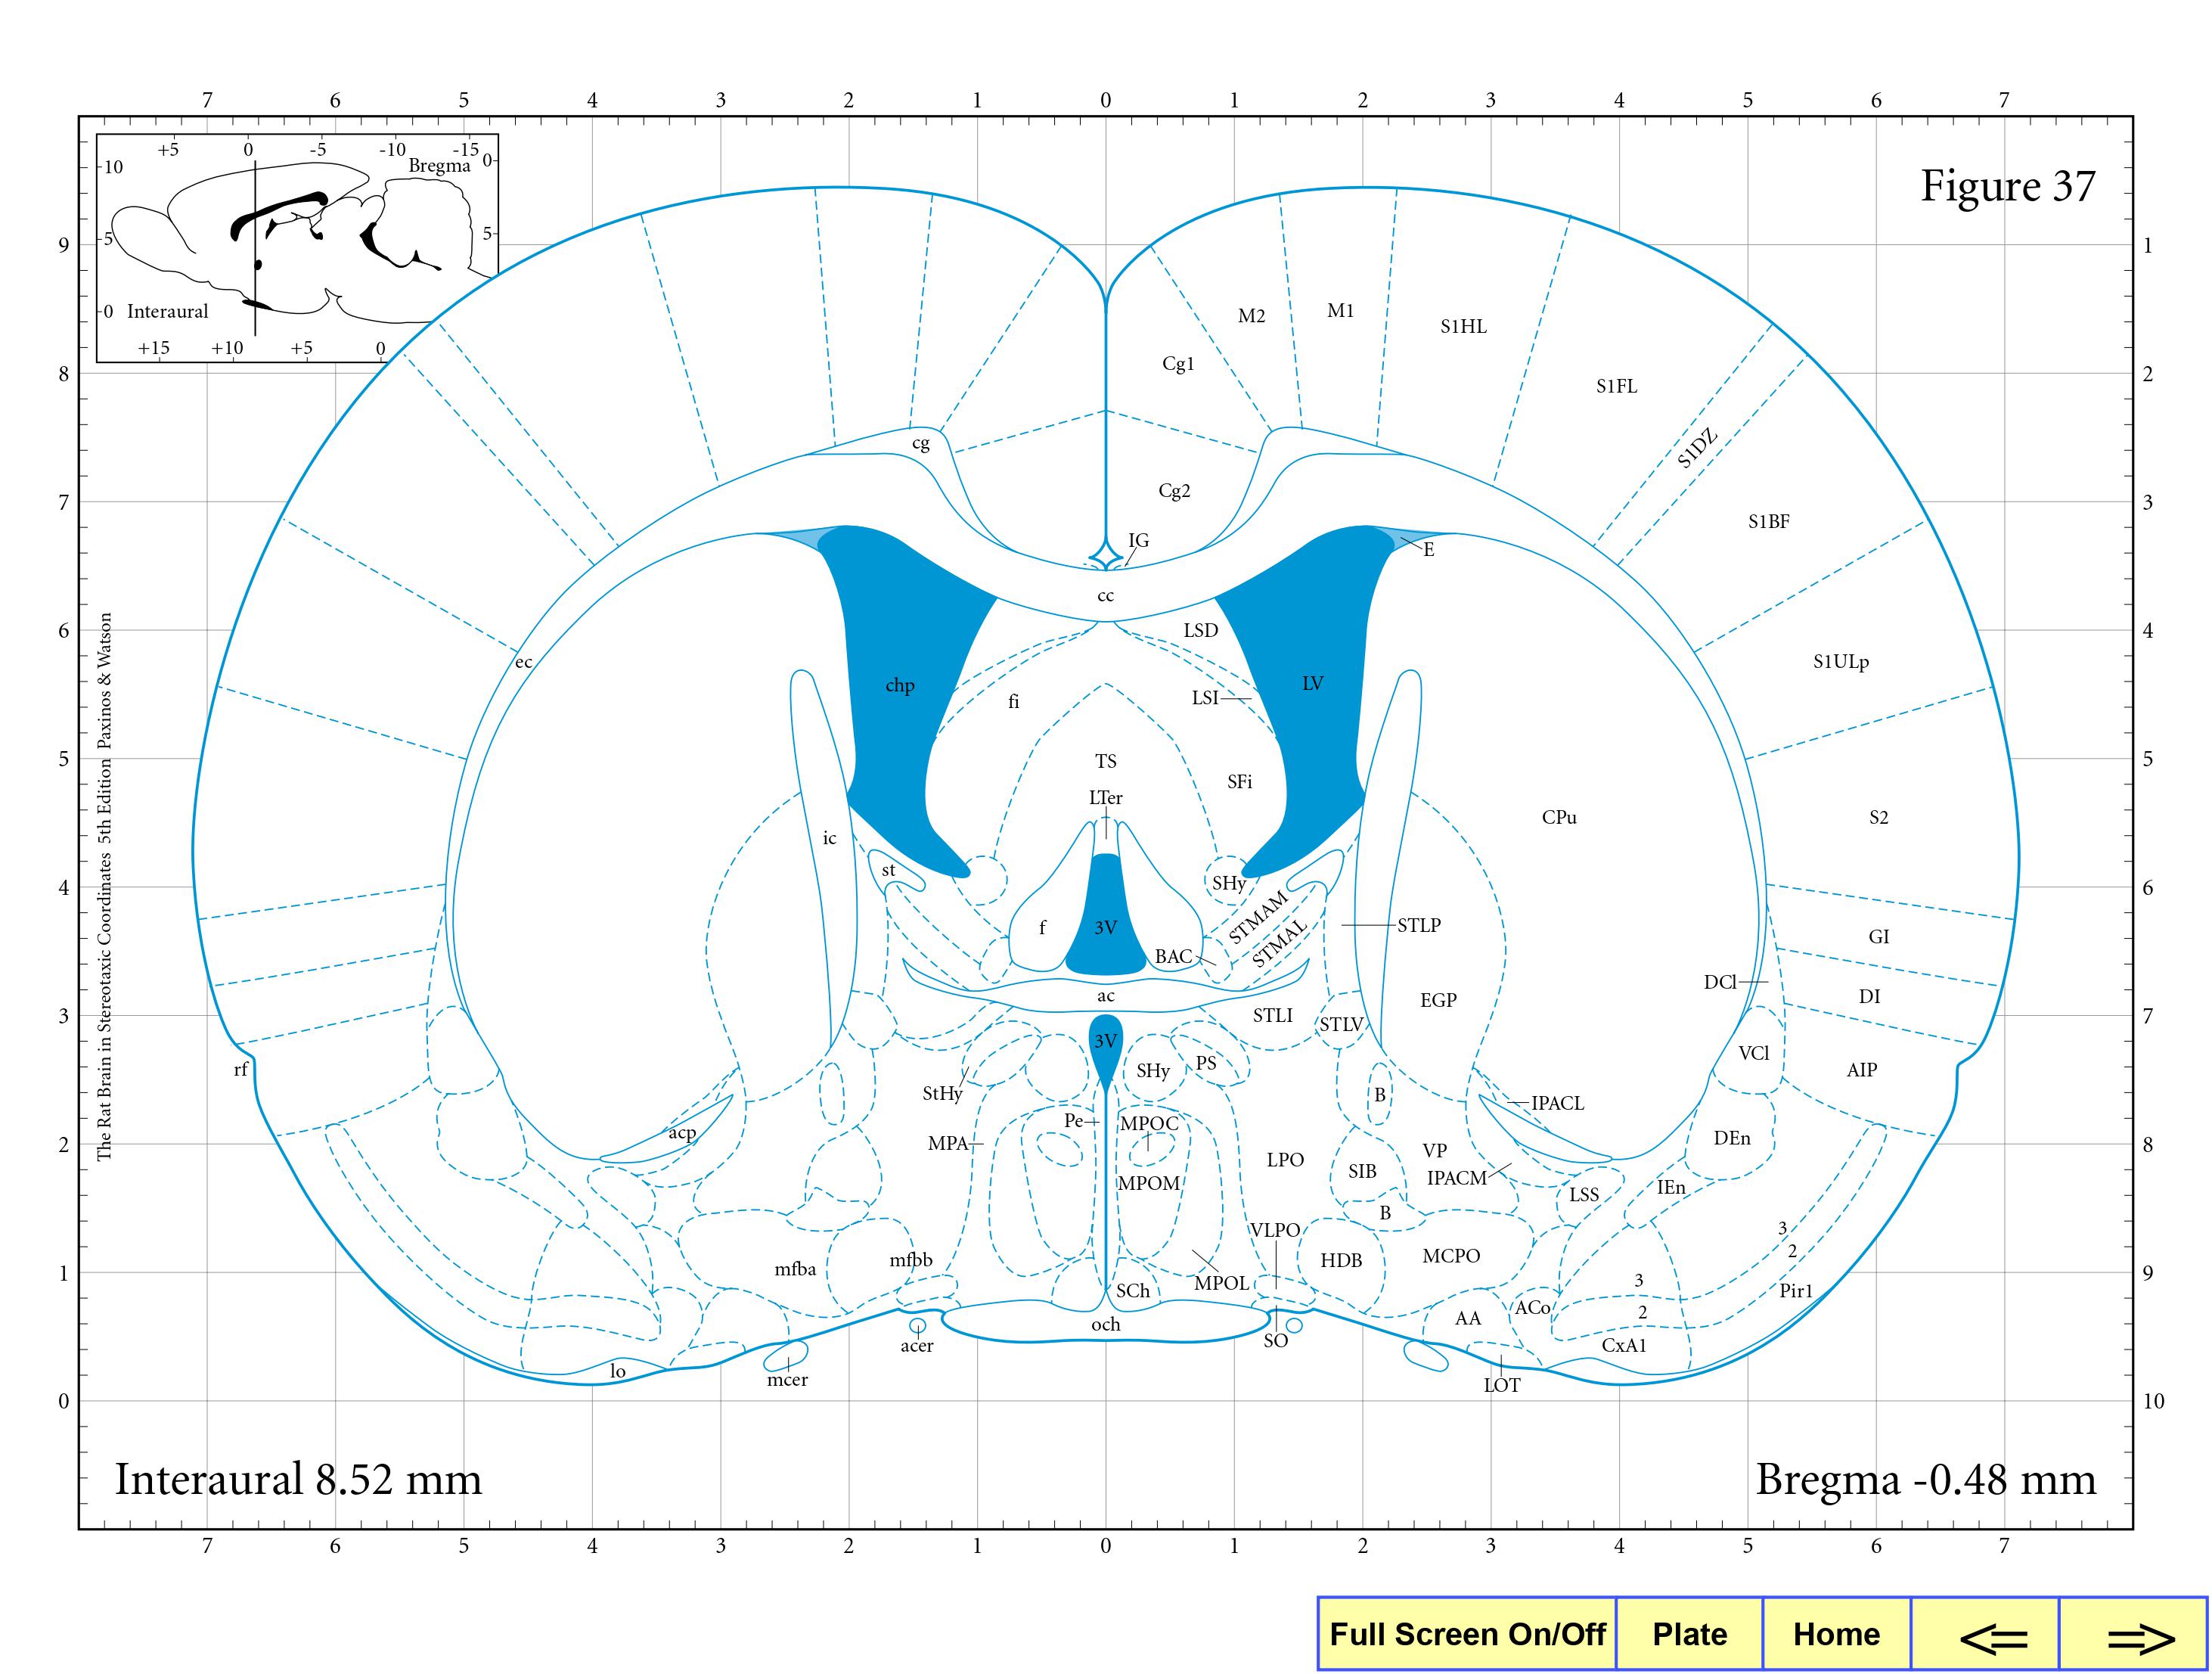 7 6 5 4 3 2 1 0 1 2 3 4 5 6 7
+5 0 -5 -10 -15
Bregma 0
10
5 5
0 Interaural
+15 +10 +5 0
Figure 37
9 1
8 2
7 3
6 4
5 5
4 6
3 7
2 8
1 9
0 10
The Rat Brain in Stereotaxic Coordinates 5th Edition Paxinos & Watson
M2 M1 S1HL
Cg1 S1FL
cg S1DZ
Cg2 S1BF
IG E
cc
LSD
ec S1ULp
chp fi LSI LV
TS SFi
LTer
ic CPu S2
st SHy
STMAM
f 3V STLP
STMAL GI
BAC
DCl
ac EGP DI
STLI STLV
3V VCl
rf SHy PS AIP
StHy B
IPACL
Pe MPOC
acp MPA VP DEn
LPO SIB
MPOM IPACM IEn
LSS
B
VLPO 3
2
mfba mfbb HDB MCPO
SCh MPOL 3 Pir1
ACo 2
och AA
acer SO CxA1
lo mcer LOT
Interaural 8.52 mm Bregma -0.48 mm
7 6 5 4 3 2 1 0 1 2 3 4 5 6 7
Full Screen On/Off Plate Home <= =>